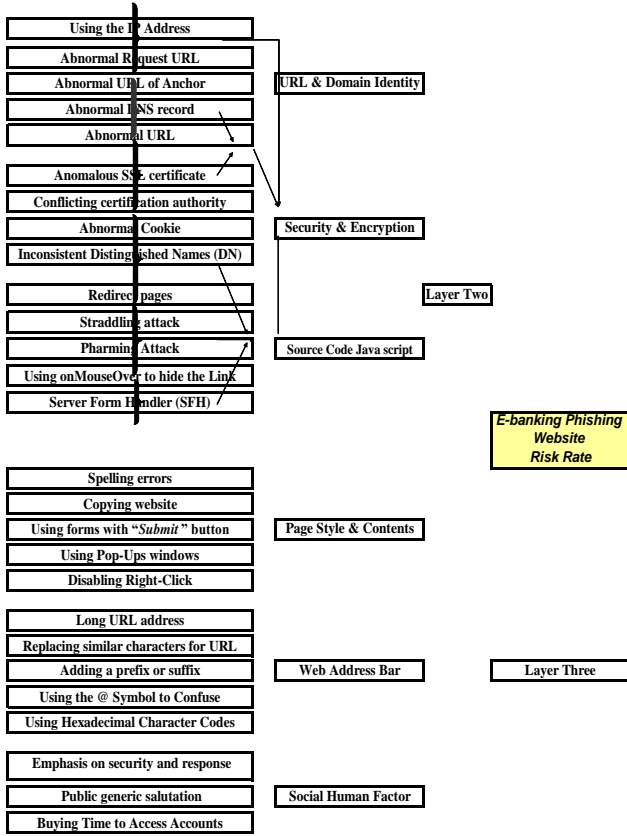 Using the IP Address
Abnormal Request URL
Abnormal URL of Anchor
URL & Domain Identity
Abnormal DNS record
Abnormal URL
Anomalous SSL certificate
Conflicting certification authority
Abnormal Cookie
Security & Encryption
Inconsistent Distinguished Names (DN)
Redirect pages
Layer Two
Straddling attack
Pharming Attack
Source Code Java script
Using onMouseOver to hide the Link
Server Form Handler (SFH)
E-banking Phishing
Website
Risk Rate
Spelling errors
Copying website
Using forms with “Submit” button
Page Style & Contents
Using Pop-Ups windows
Disabling Right-Click
Long URL address
Replacing similar characters for URL
Adding a prefix or suffix
Web Address Bar
Layer Three
Using the @ Symbol to Confuse
Using Hexadecimal Character Codes
Emphasis on security and response
Public generic salutation
Social Human Factor
Buying Time to Access Accounts